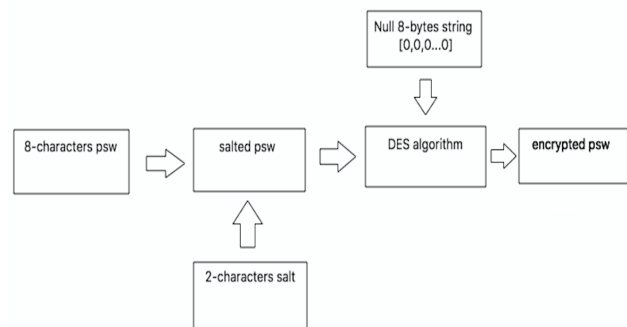 Null 8-bytes string
[0,0,0...0]
8-characters psw
salted psw
DES algorithm
encrypted psw
2-characters salt